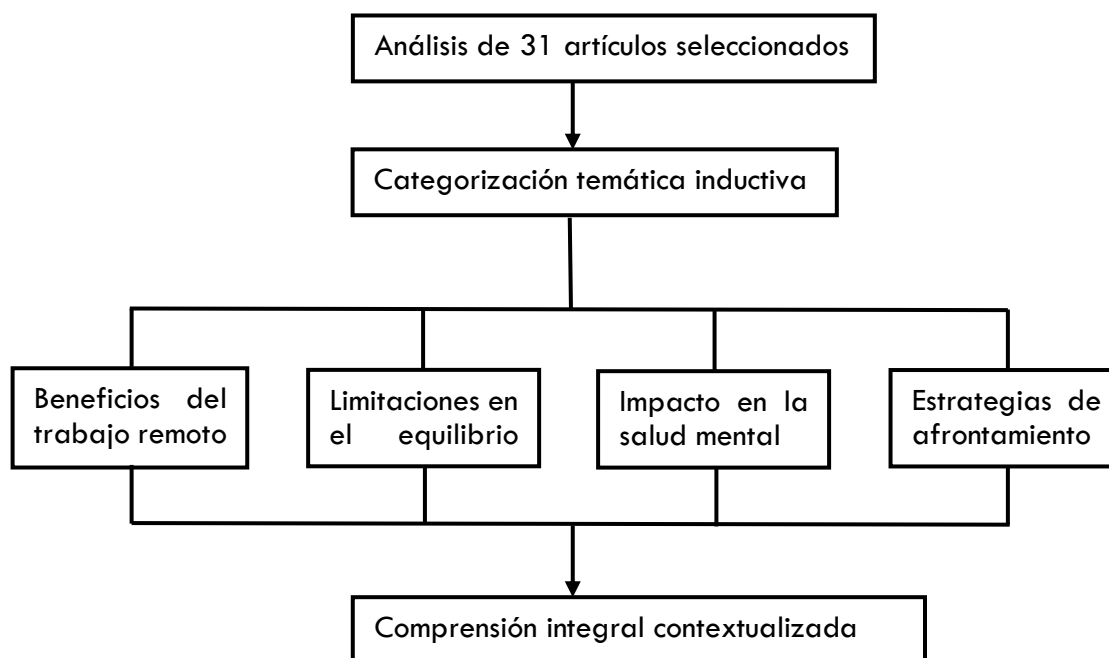 Análisis de 31 artículos seleccionados
Categorización temática inductiva
Beneficios del
trabajo remoto
Limitaciones en
el equilibrio
Impacto en la
salud mental
Estrategias de
afrontamiento
Comprensión integral contextualizada